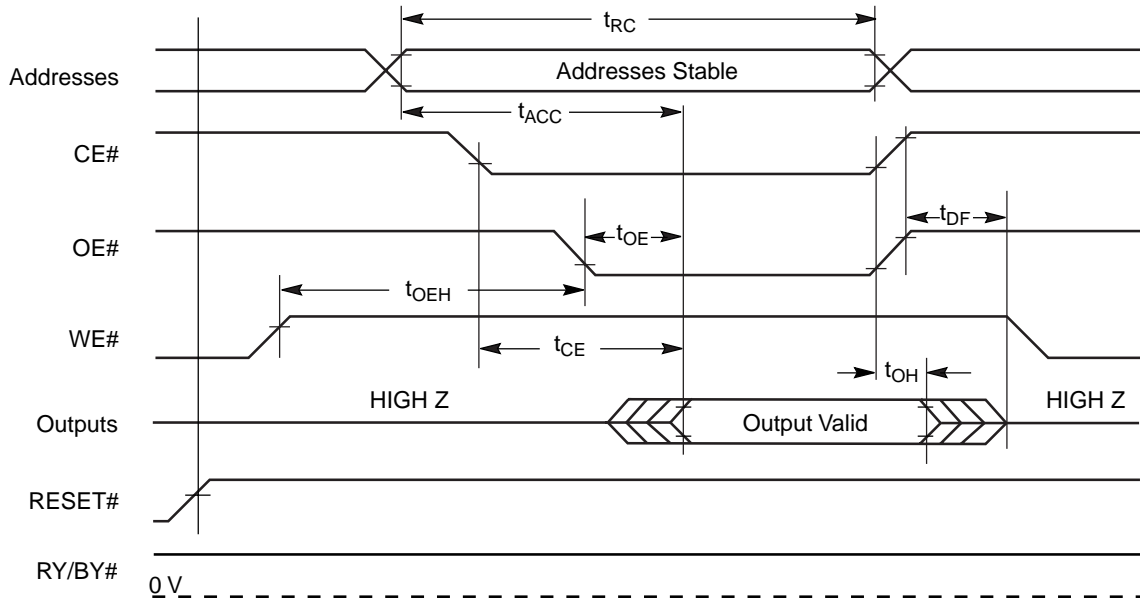 tRC
Addresses
Addresses Stable
tACC
CE#
tDF
OE#
tOE
tOEH
WE#
tCE
tOH
HIGH Z
HIGH Z
Outputs
Output Valid
RESET#
RY/BY#
0 V